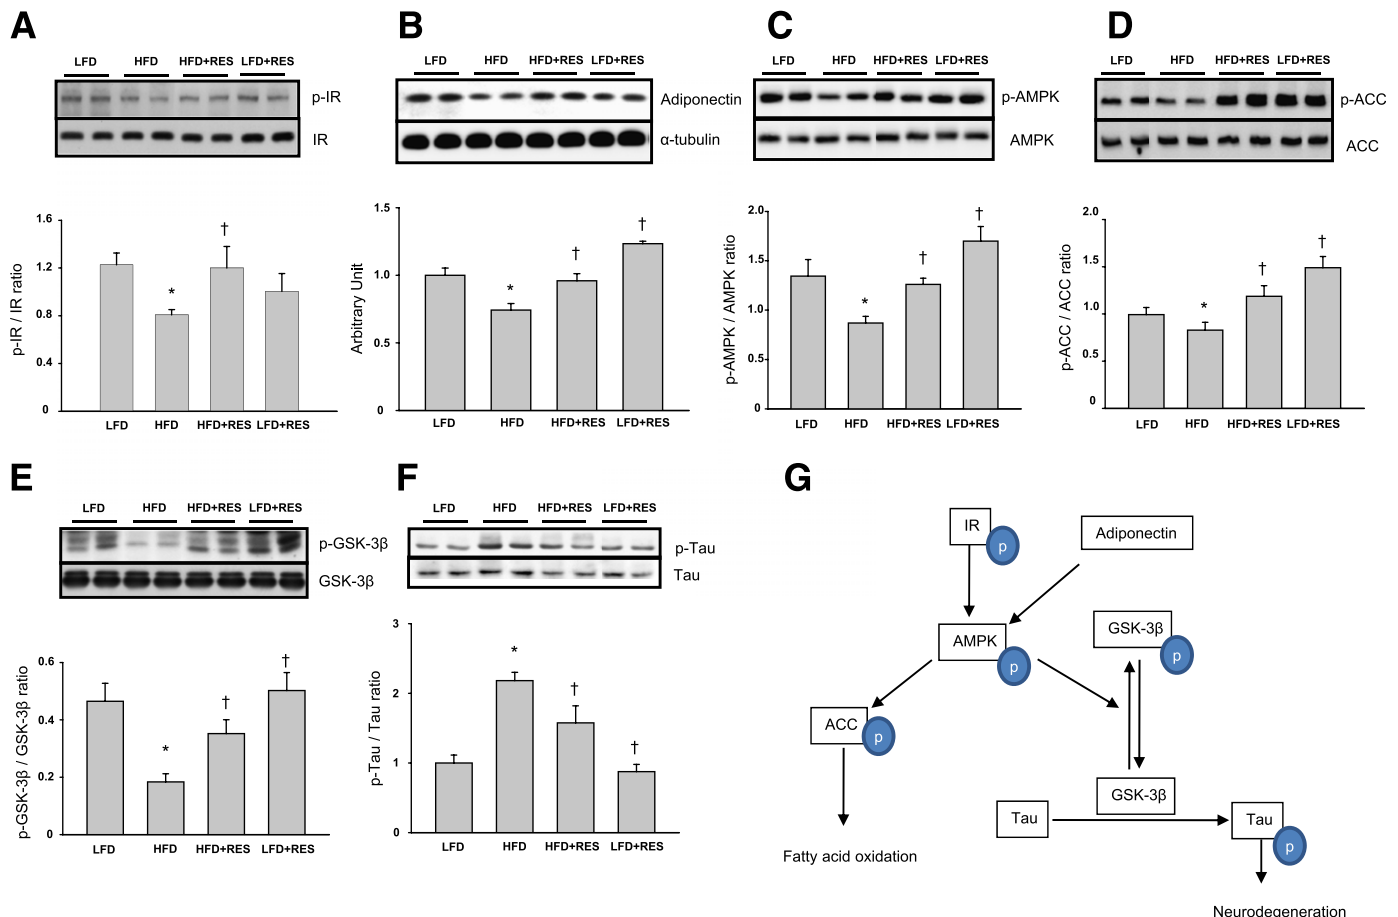 A
LFD HFD HFD+RES LFD+RES
p-IR
IR
p-IR / IR ratio
1.6
1.2
0.8
0.4
0
*
†
LFD HFD HFD+RES LFD+RES
B
LFD HFD HFD+RES LFD+RES
Adiponectin
α-tubulin
Arbitrary Unit
1.5
1.0
0.5
0
*
†
†
LFD HFD HFD+RES LFD+RES
C
LFD HFD HFD+RES LFD+RES
p-AMPK
AMPK
p-AMPK / AMPK ratio
2.0
1.5
1.0
0.5
0
*
†
†
LFD HFD HFD+RES LFD+RES
D
LFD HFD HFD+RES LFD+RES
p-ACC
ACC
p-ACC / ACC ratio
2.0
1.5
1.0
0.5
0
*
†
†
LFD HFD HFD+RES LFD+RES
E
LFD HFD HFD+RES LFD+RES
p-GSK-3β
GSK-3β
p-GSK-3β / GSK-3β ratio
0.6
0.4
0.2
0
*
†
†
LFD HFD HFD+RES LFD+RES
F
LFD HFD HFD+RES LFD+RES
p-Tau
Tau
p-Tau / Tau ratio
3
2
1
0
*
†
†
LFD HFD HFD+RES LFD+RES
G
IR
p
Adiponectin
AMPK
p
GSK-3β
p
ACC
p
GSK-3β
Tau
Tau
p
Fatty acid oxidation
Neurodegeneration